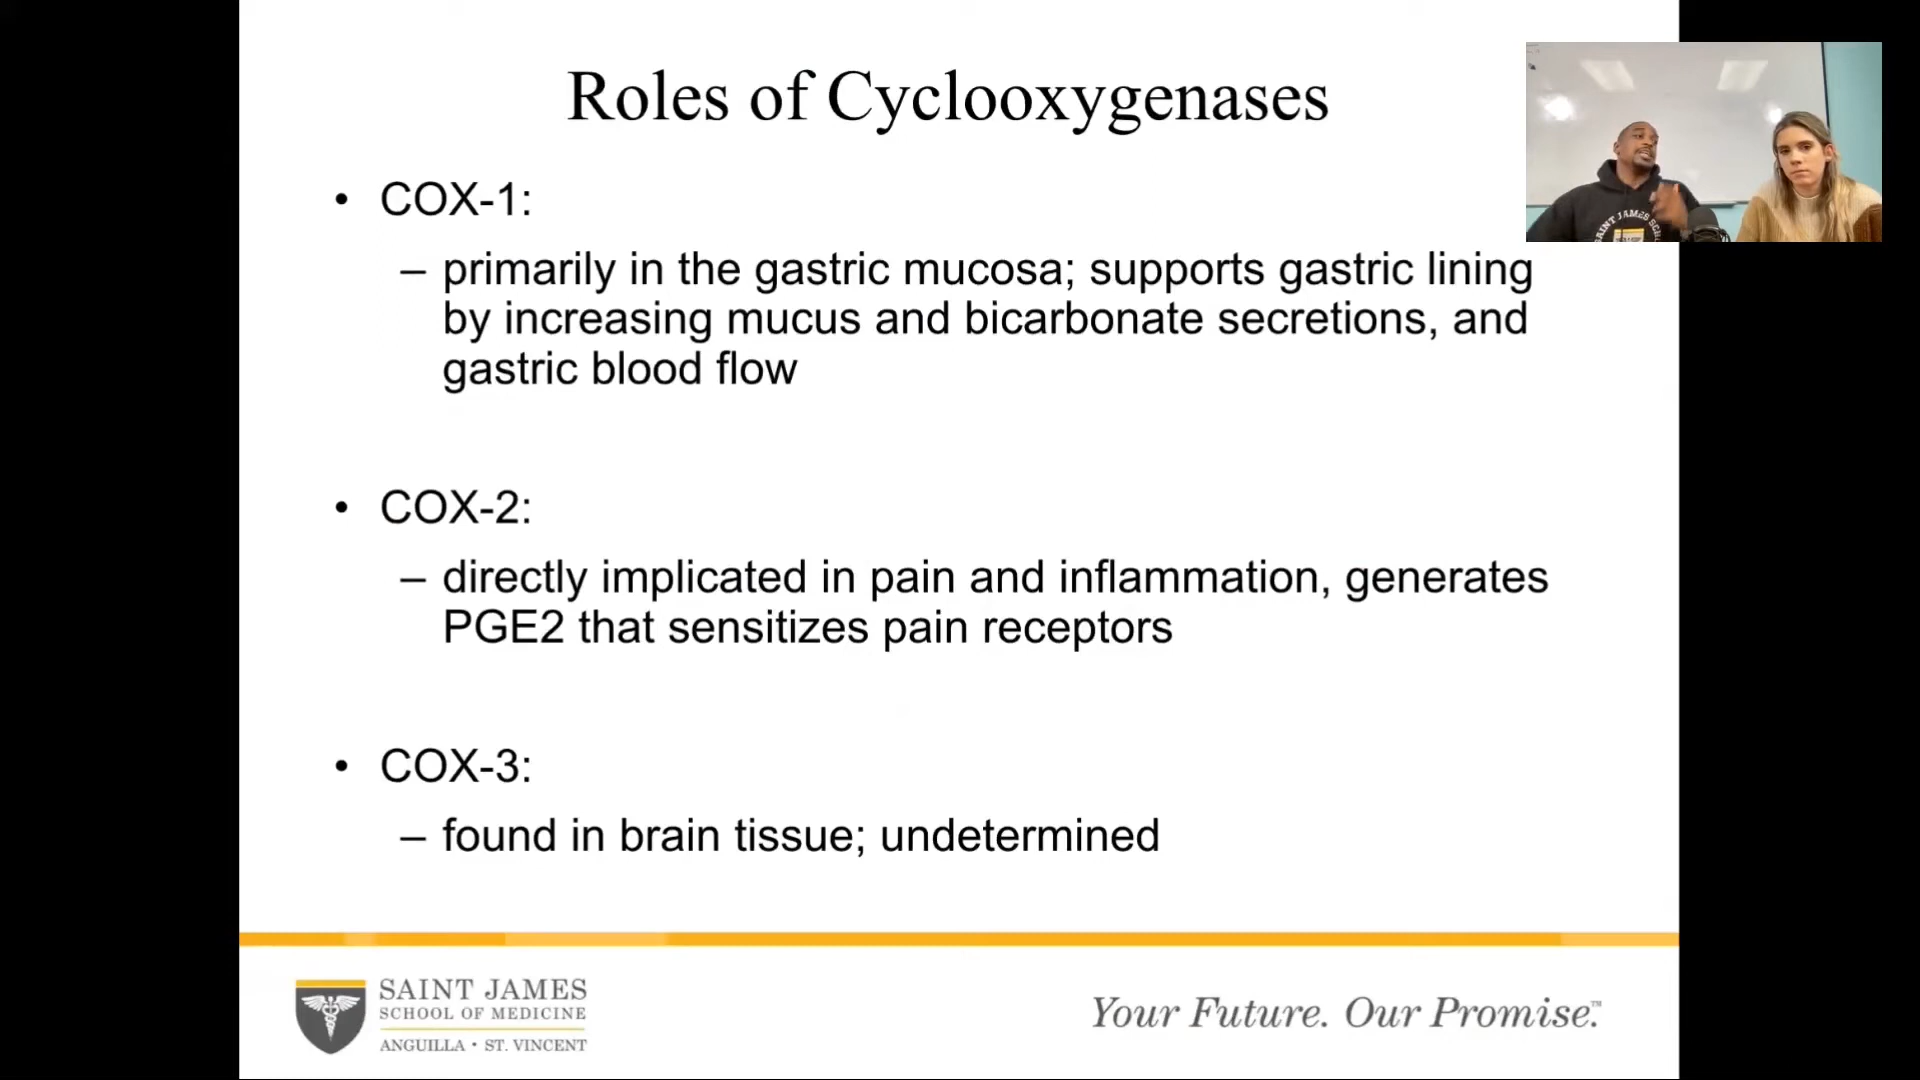 Roles of Cyclooxygenases
• COX-1:
– primarily in the gastric mucosa; supports gastric lining
by increasing mucus and bicarbonate secretions, and
gastric blood flow
• COX-2:
– directly implicated in pain and inflammation, generates
PGE2 that sensitizes pain receptors
• COX-3:
– found in brain tissue; undetermined
SAINT JAMES
SCHOOL OF MEDICINE
ANGUILLA • ST. VINCENT
Your Future. Our Promise.™